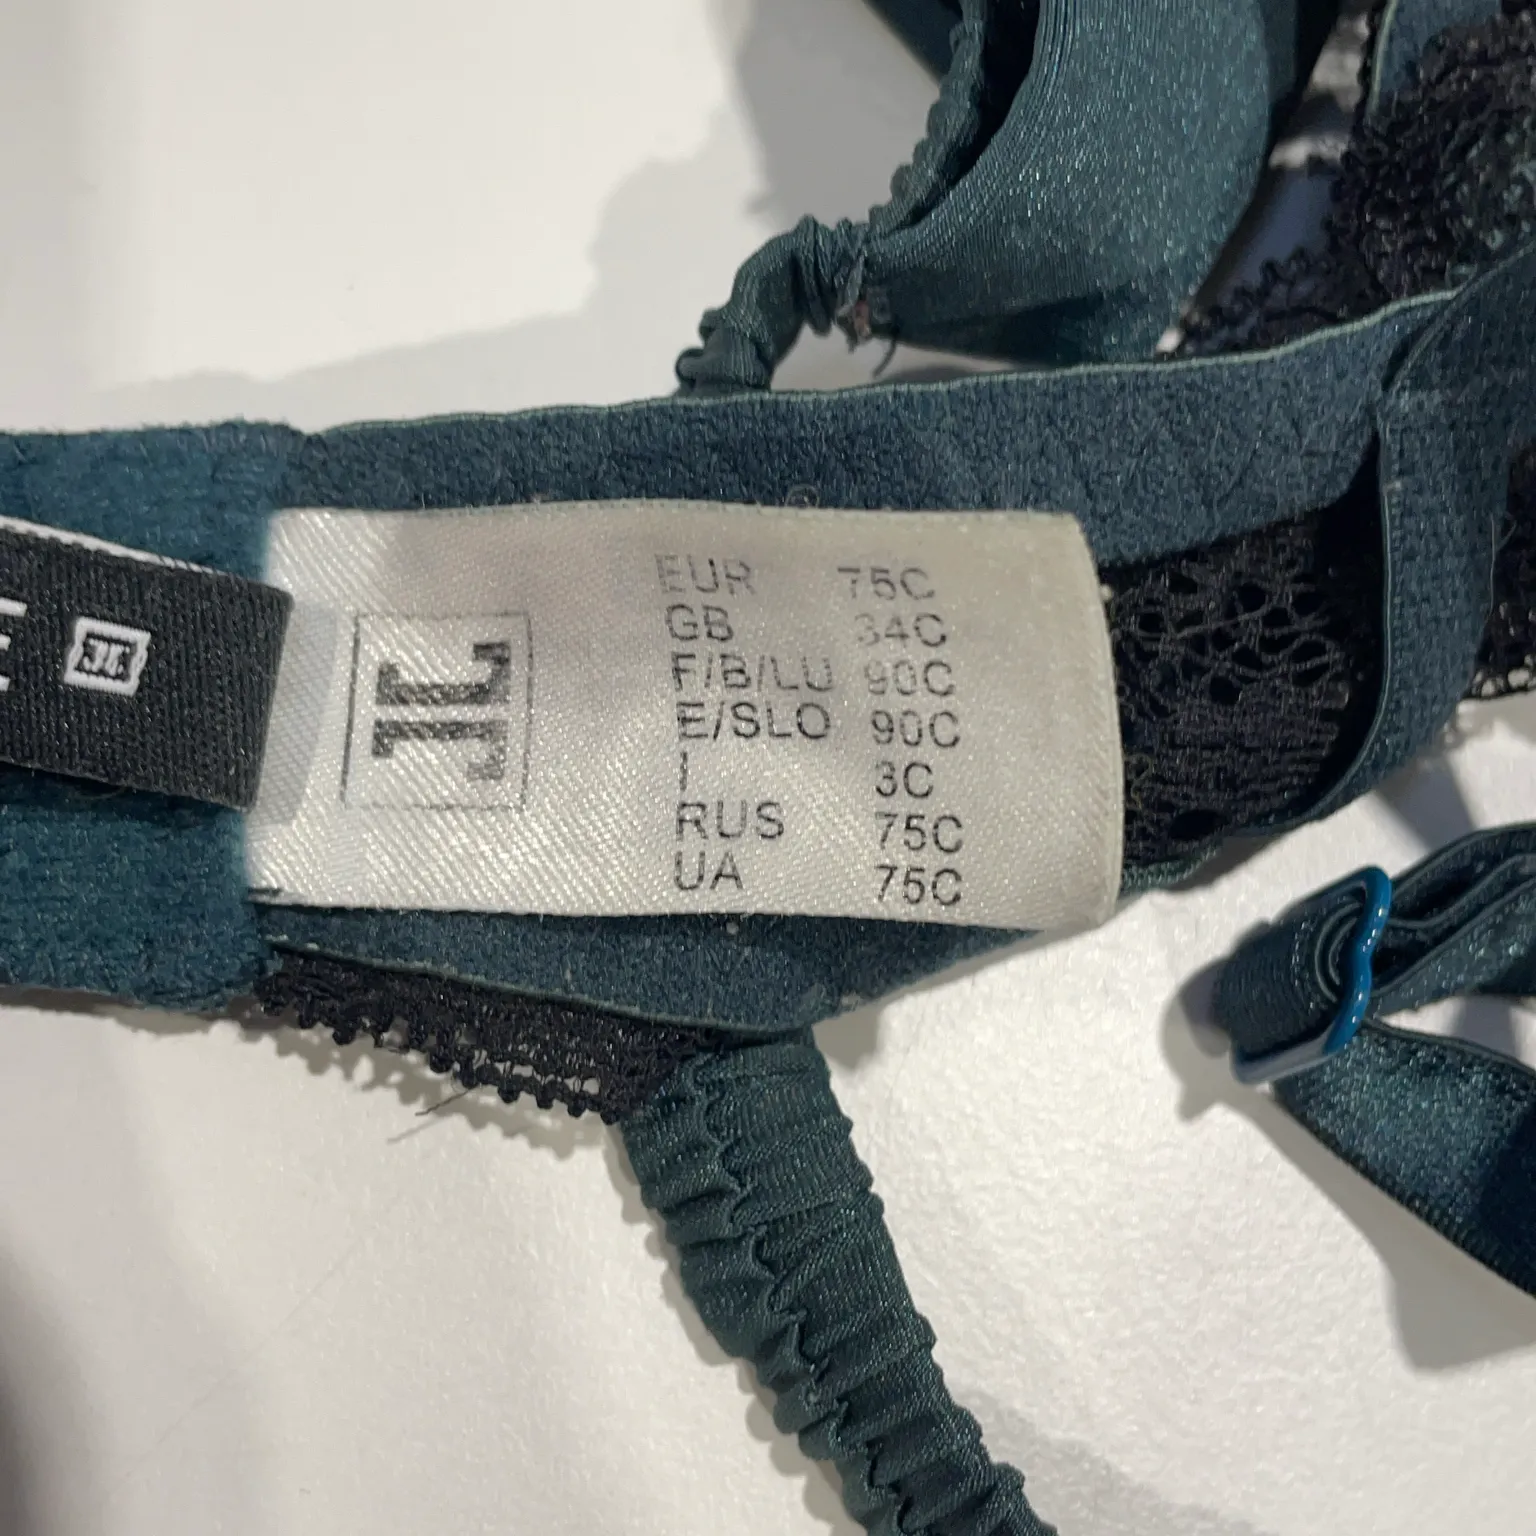 EUR 75C
GB 34C
F/B/LU 90C
E/SLO 90C
I 3C
RUS 75C
UA 75C